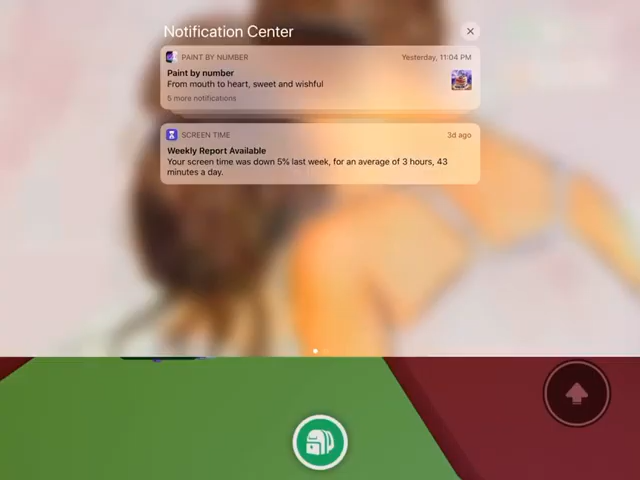 Notification Center
PAINT BY NUMBER
Yesterday, 11:04 PM
Paint by number
From mouth to heart, sweet and wishful
5 more notifications
SCREEN TIME
3d ago
Weekly Report Available
Your screen time was down 5% last week, for an average of 3 hours, 43
minutes a day.